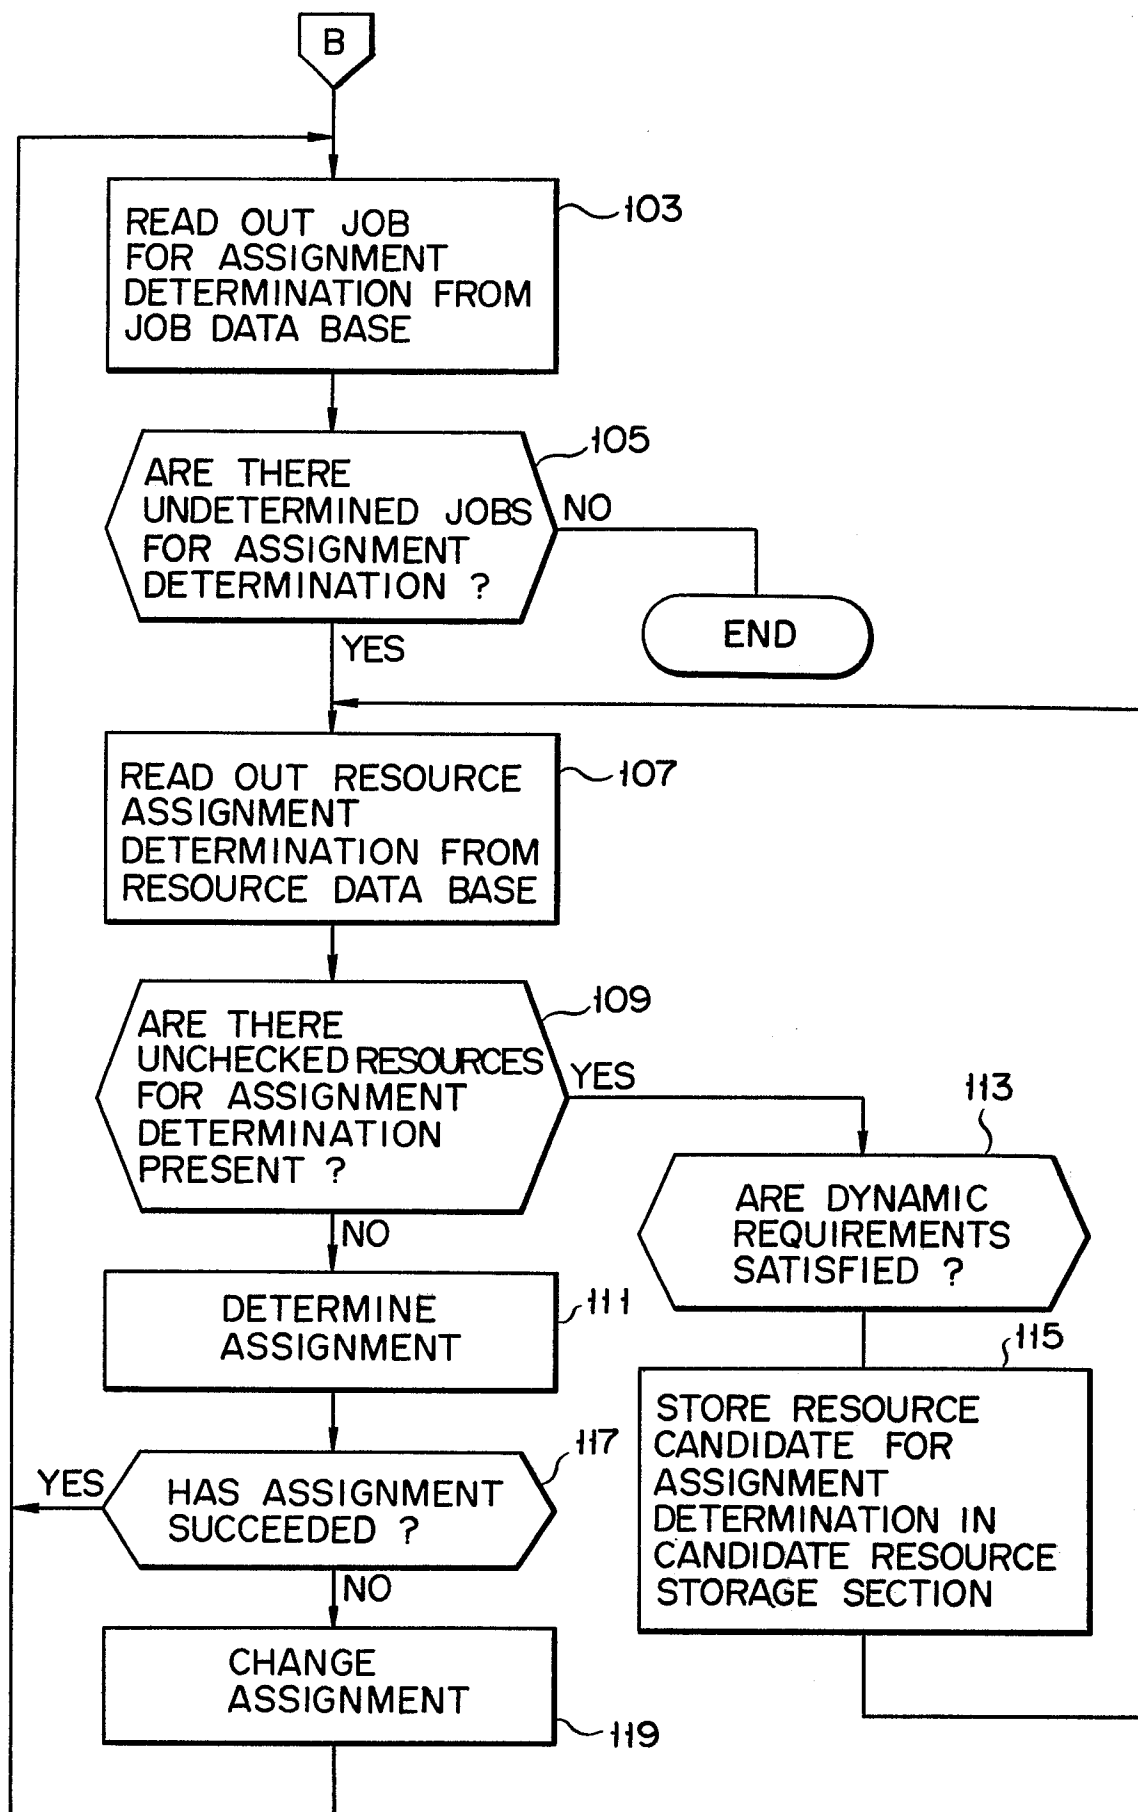 B
READ OUT JOB
FOR ASSIGNMENT
DETERMINATION FROM
JOB DATA BASE
103
ARE THERE
UNDETERMINED JOBS
FOR ASSIGNMENT
DETERMINATION ?
105
NO
END
YES
READ OUT RESOURCE
ASSIGNMENT
DETERMINATION FROM
RESOURCE DATA BASE
107
ARE THERE
UNCHECKED RESOURCES
FOR ASSIGNMENT
DETERMINATION
PRESENT ?
109
YES
NO
113
ARE DYNAMIC
REQUIREMENTS
SATISFIED ?
DETERMINE
ASSIGNMENT
111
115
STORE RESOURCE
CANDIDATE FOR
ASSIGNMENT
DETERMINATION IN
CANDIDATE RESOURCE
STORAGE SECTION
117
YES
HAS ASSIGNMENT
SUCCEEDED ?
NO
CHANGE
ASSIGNMENT
119